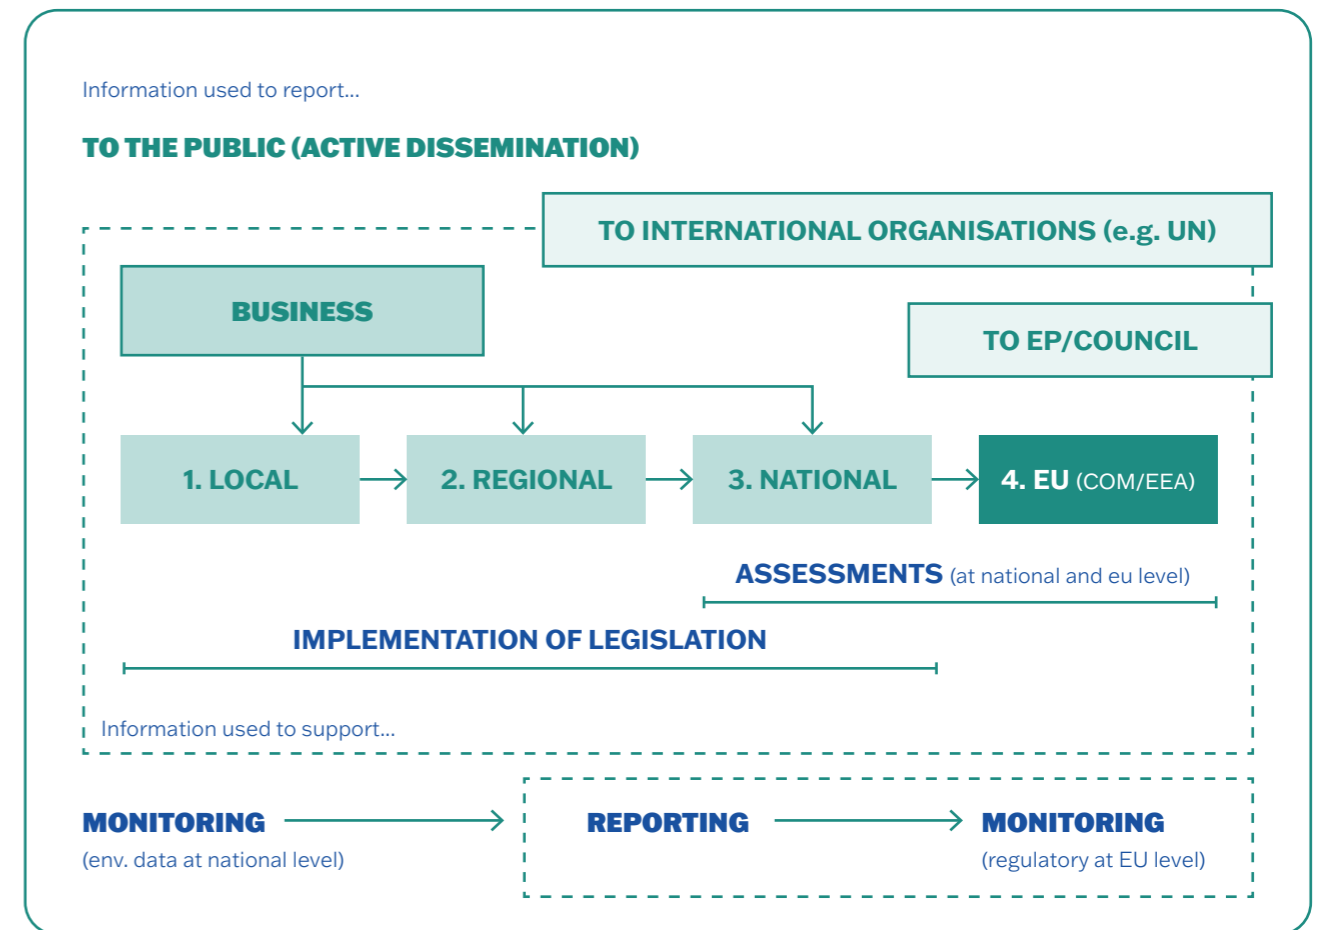 Information used to report...
TO THE PUBLIC (ACTIVE DISSEMINATION)
TO INTERNATIONAL ORGANISATIONS (e.g. UN)
BUSINESS
TO EP/COUNCIL
1. LOCAL
2. REGIONAL
3. NATIONAL
4. EU (COM/EEA)
ASSESSMENTS (at national and eu level)
IMPLEMENTATION OF LEGISLATION
Information used to support...
MONITORING
(env. data at national level)
REPORTING
MONITORING
(regulatory at EU level)